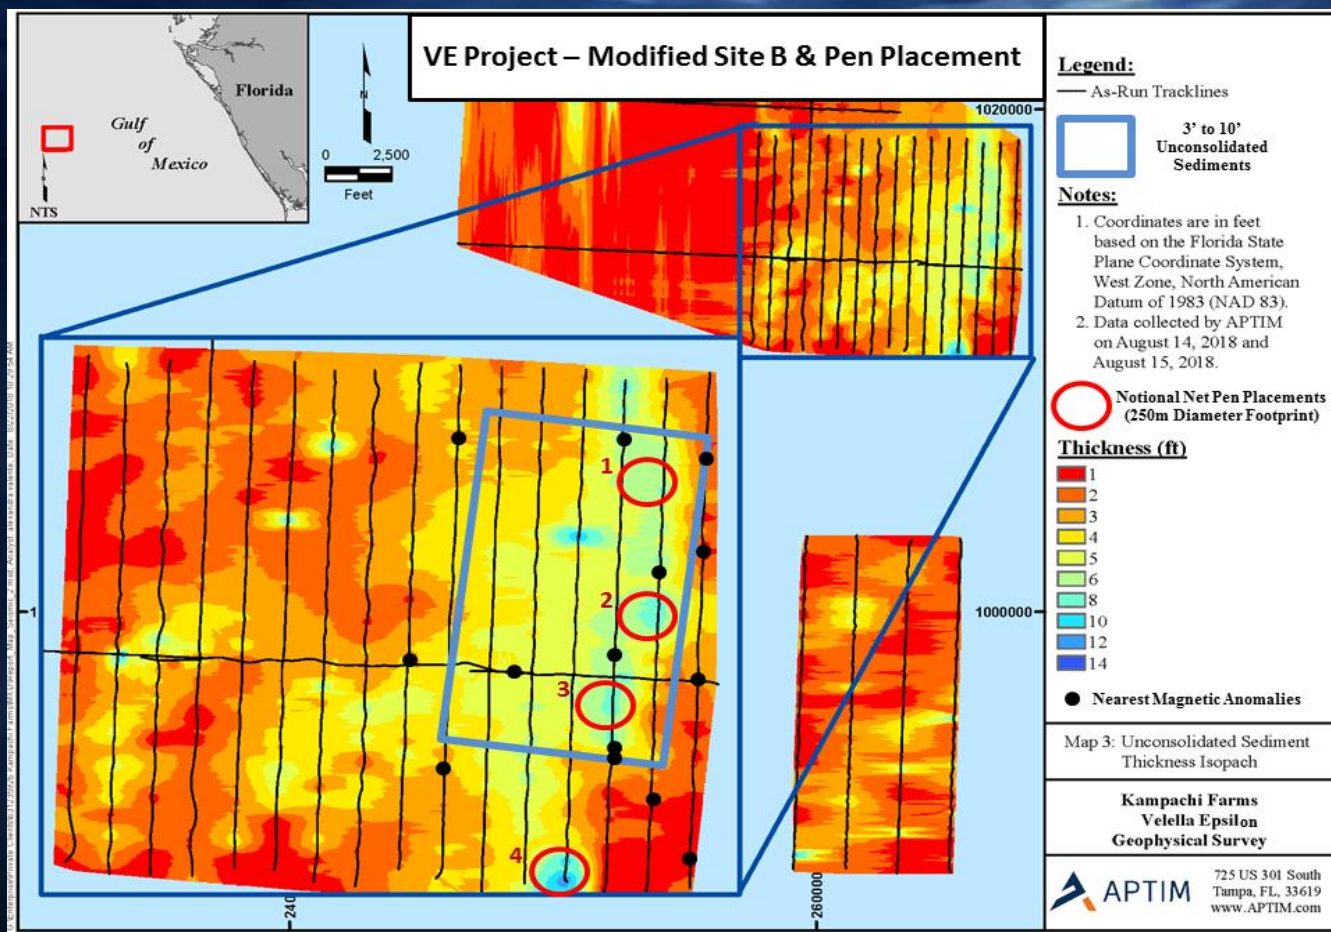 VE Project – Modified Site B & Pen Placement
Florida
Gulf
of
Mexico
NTS
N
0 2,500
Feet
1020000
1000000
1
240
260000
1
2
3
4
Legend:
As-Run Tracklines
3' to 10'
Unconsolidated
Sediments
Notes:
1. Coordinates are in feet
based on the Florida State
Plane Coordinate System,
West Zone, North American
Datum of 1983 (NAD 83).
2. Data collected by APTIM
on August 14, 2018 and
August 15, 2018.
Notional Net Pen Placements
(250m Diameter Footprint)
Thickness (ft)
1
2
3
4
5
6
8
10
12
14
Nearest Magnetic Anomalies
Map 3: Unconsolidated Sediment
Thickness Isopach
Kampachi Farms
Velella Epsilon
Geophysical Survey
APTIM
725 US 301 South
Tampa, FL, 33619
www.APTIM.com